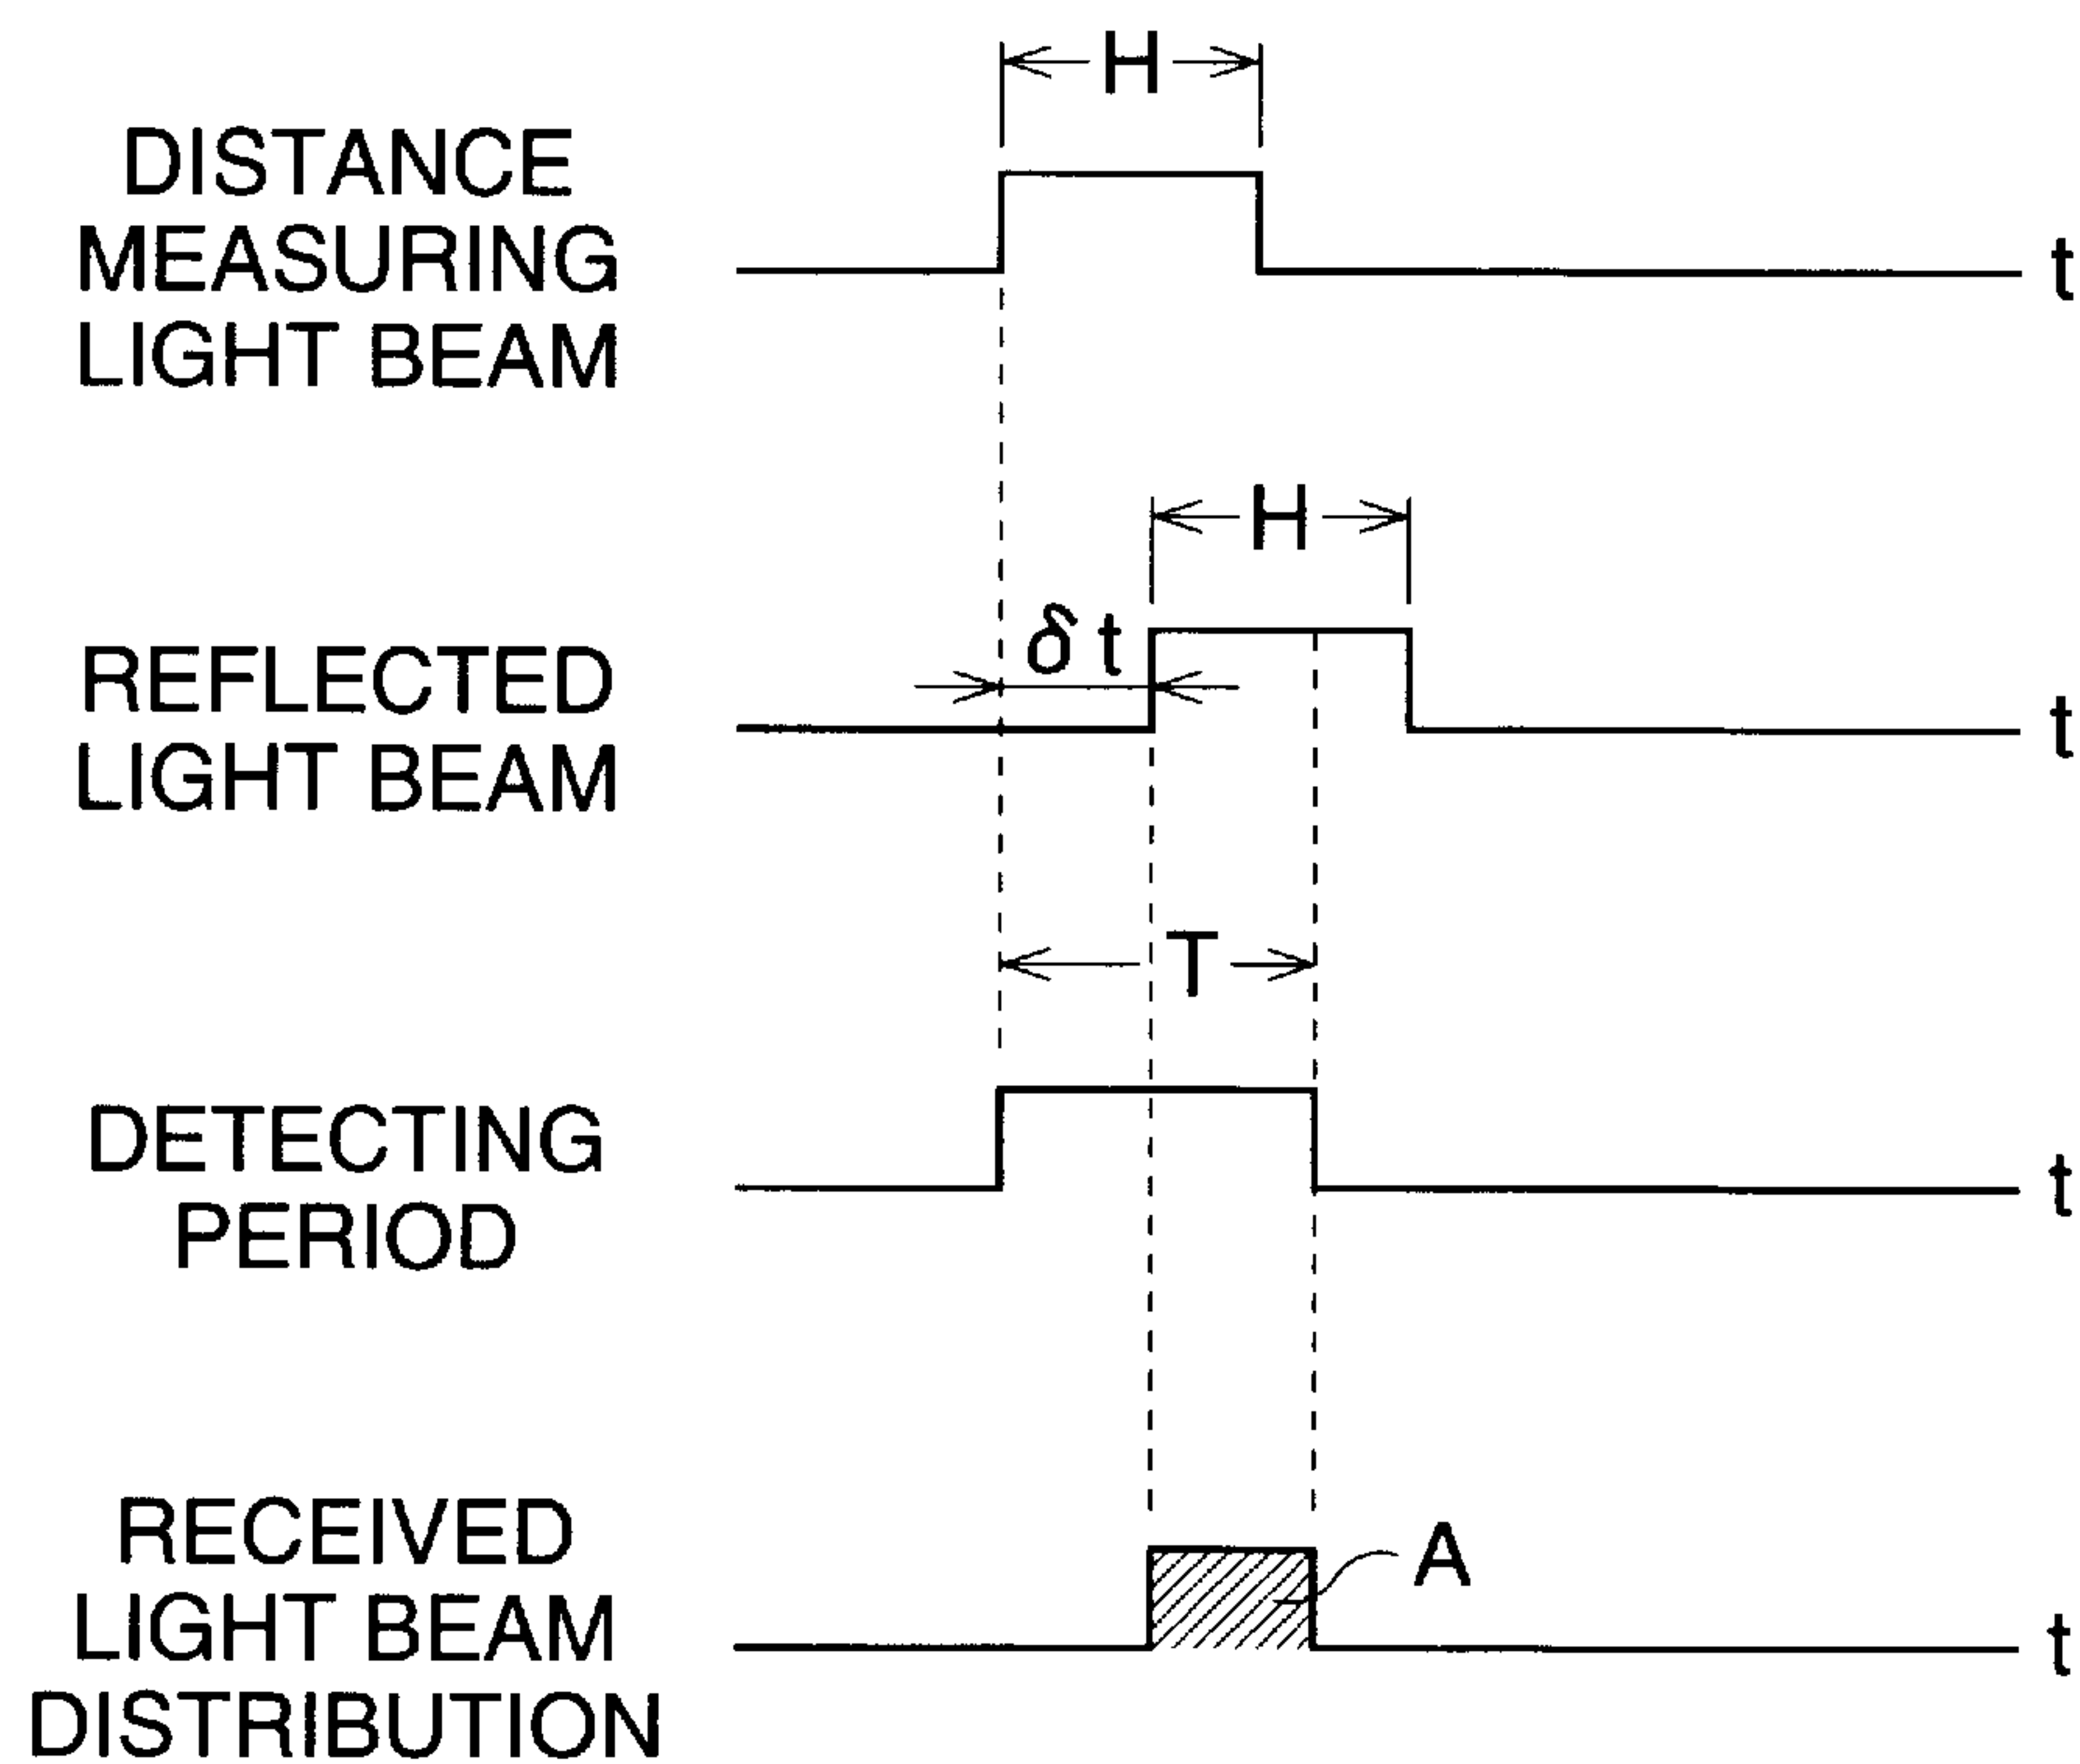 H
DISTANCE
MEASURING
LIGHT BEAM
t
H
δt
REFLECTED
LIGHT BEAM
t
T
DETECTING
PERIOD
t
RECEIVED
LIGHT BEAM
DISTRIBUTION
A
t